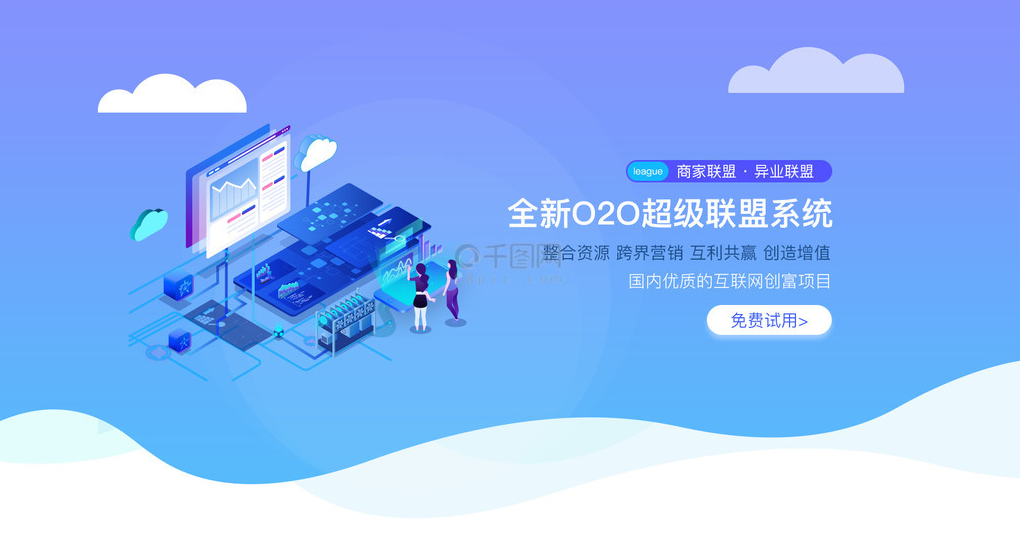 league 商家联盟 · 异业联盟
全新O2O超级联盟系统
整合资源 跨界营销 互利共赢 创造增值
国内优质的互联网创富项目
免费试用>
千图网